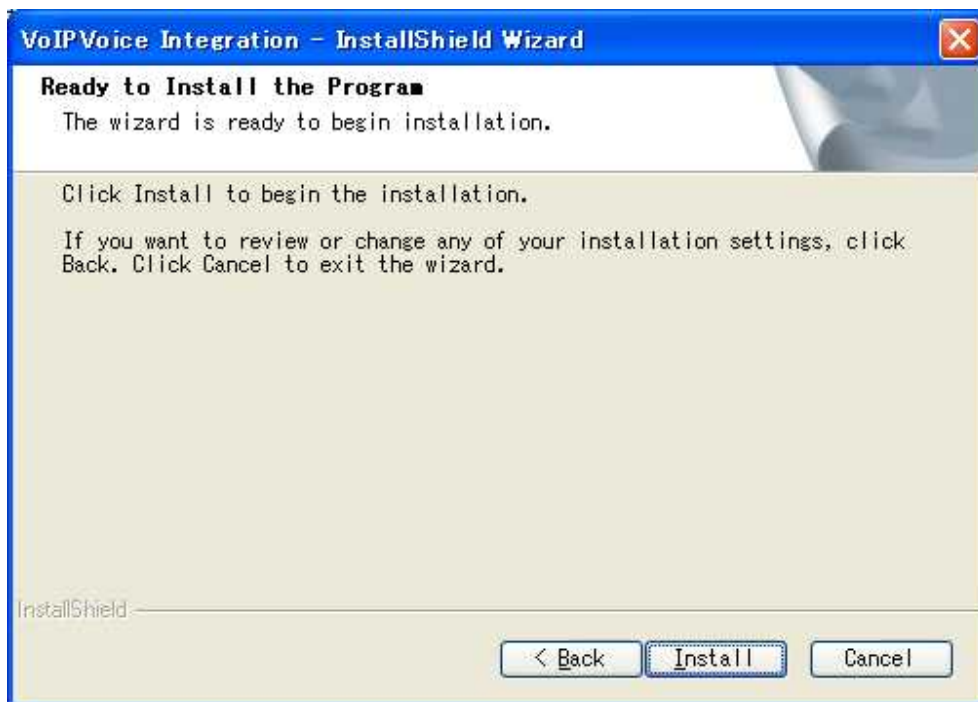 VoIPVoice Integration - InstallShield Wizard
Ready to Install the Program
The wizard is ready to begin installation.
Click Install to begin the installation.
If you want to review or change any of your installation settings, click
Back. Click Cancel to exit the wizard.
InstallShield
< Back Install Cancel